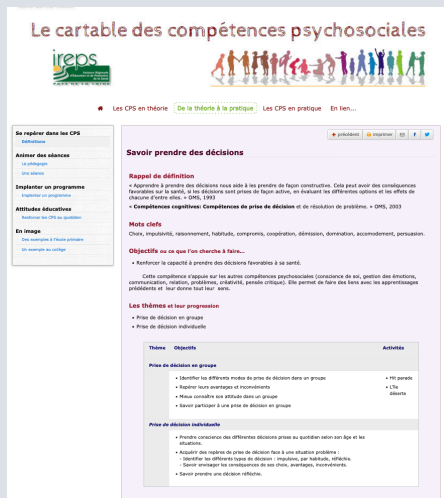 Le cartable des compétences psychosociales
ireps
Les CPS en théorie De la théorie à la pratique Les CPS en pratique En lien...
Se repérer dans les CPS
Définitions
Animer des séances
La pédagogie
Une séance
Implanter un programme
Implanter un programme
Attitudes éducatives
Renforcer les CPS au quotidien
En image
Des exemples à l'école primaire
Un exemple au collège
précédent imprimer
Savoir prendre des décisions
Rappel de définition
« Apprendre à prendre des décisions nous aide à les prendre de façon constructive. Cela peut avoir des conséquences
favorables sur la santé, si les décisions sont prises de façon active, en évaluant les différentes options et les effets de
chacune d'entre elles. » OMS, 1993
« Compétences cognitives: Compétences de prise de décision et de résolution de problème. » OMS, 2003
Mots clefs
Choix, impulsivité, raisonnement, habitude, compromis, coopération, démission, domination, accomodement, persuasion.
Objectifs ou ce que l'on cherche à faire...
• Renforcer la capacité à prendre des décisions favorables à sa santé.
Cette compétence s'appuie sur les autres compétences psychosociales (conscience de soi, gestion des émotions,
communication, relation, problèmes, créativité, pensée critique). Elle permet de faire des liens avec les apprentissages
prédédents et leur donne tout leur sens.
Les thèmes et leur progression
• Prise de décision en groupe
• Prise de décision individuelle
Thème Objectifs Activités
Prise de décision en groupe
• Identifier les différents modes de prise de décision dans un groupe
• Repérer leurs avantages et inconvénients
• Mieux connaître son attitude dans un groupe
• Savoir participer à une prise de décision en groupe
• Hit parade
• L'île
déserte
Prise de décision individuelle
• Prendre conscience des différentes décisions prises au quotidien selon son âge et les
situations.
• Acquérir des repères de prise de décision face à une situation problème :
- Identifier les différents types de décision : impulsive, par habitude, réfléchie.
- Savoir envisager les conséquences de ses choix, avantages, inconvénients.
• Savoir prendre une décision réfléchie.